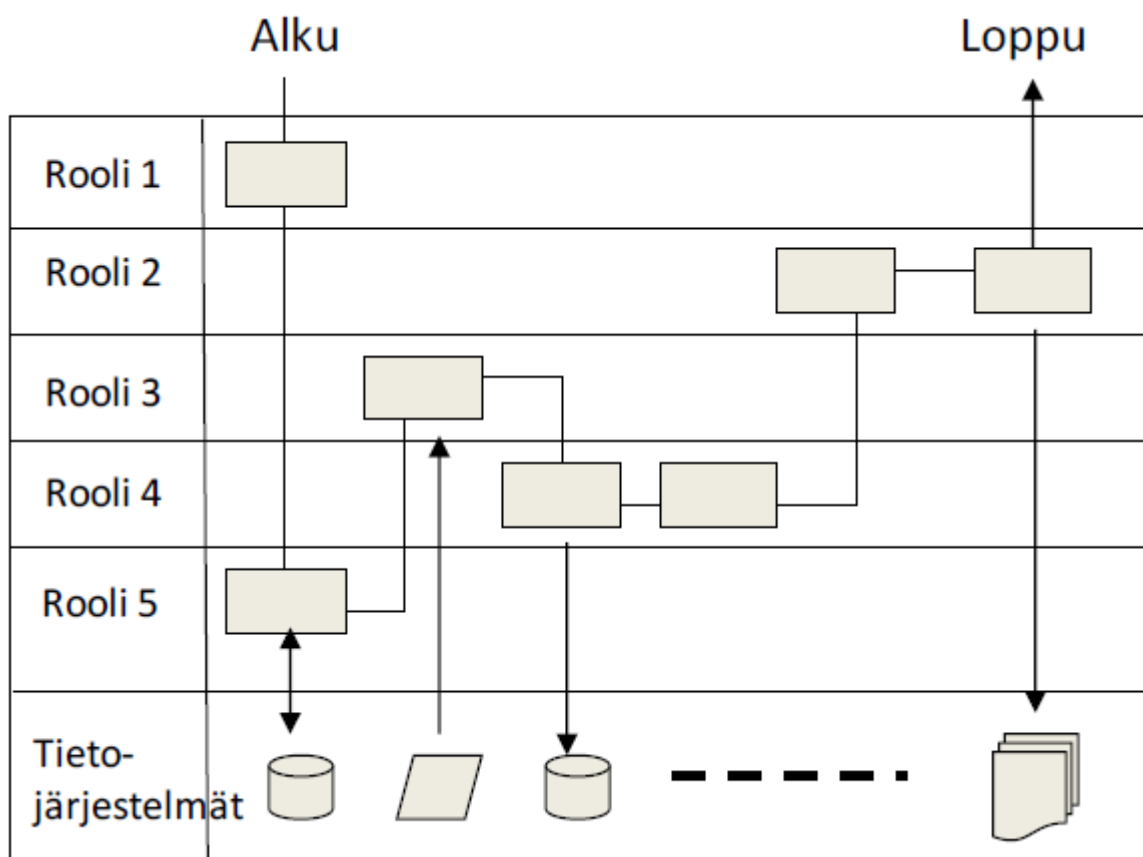 Alku
Loppu
Rooli 1
Rooli 2
Rooli 3
Rooli 4
Rooli 5
Tieto-
järjestelmät